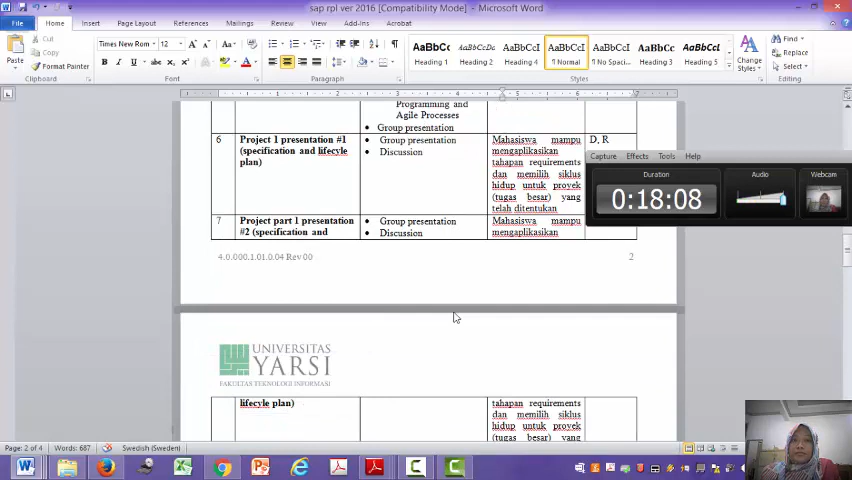 sap rpl ver 2016 [Compatibility Mode] - Microsoft Word
File Home Insert Page Layout References Mailings Review View Add-Ins Acrobat
Paste
Cut
Copy
Format Painter
Clipboard
Times New Rom 12
B I U
Font
Paragraph
AaBbCc AaBbCcDc AaBbCcI AaBbCcI AaBbCcI AaBbCc AaBbCcL
Heading 1 Heading 2 Heading 4 ¶ Normal ¶ No Spaci... Heading 3 Heading 5
Change
Styles
Styles
Find
Replace
Select
Editing
Programming and
Agile Processes
Group presentation
6 Project 1 presentation #1 Group presentation Mahasiswa mampu D, R
(specification and lifecyle Discussion mengaplikasikan
plan) tahapan requirements
dan memilih siklus
hidup untuk proyek
(tugas besar) yang
telah ditentukan
7 Project part 1 presentation Group presentation Mahasiswa mampu
#2 (specification and Discussion mengaplikasikan
4.0.000.1.01.0.04 Rev 00 2
Capture Effects Tools Help
Duration Audio Webcam
0:18:08
UNIVERSITAS
YARSI
FAKULTAS TEKNOLOGI INFORMASI
lifecyle plan) tahapan requirements
dan memilih siklus
hidup untuk proyek
(tugas besar) yang
Page: 2 of 4 Words: 687 Swedish (Sweden)